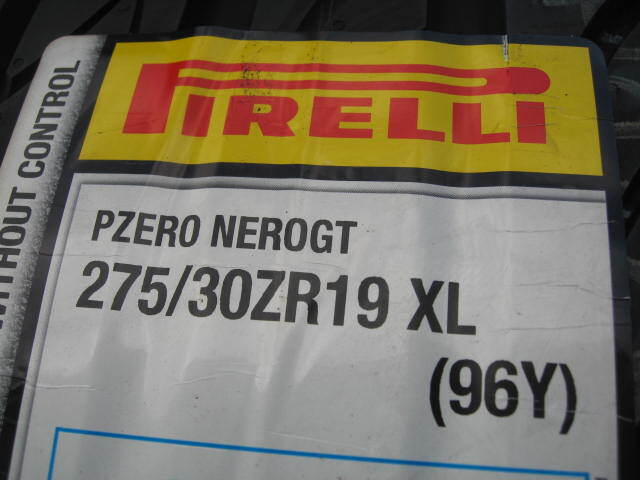 PIRELLI
PZERO NEROGT
275/30ZR19 XL
(96Y)
WITHOUT CONTROL